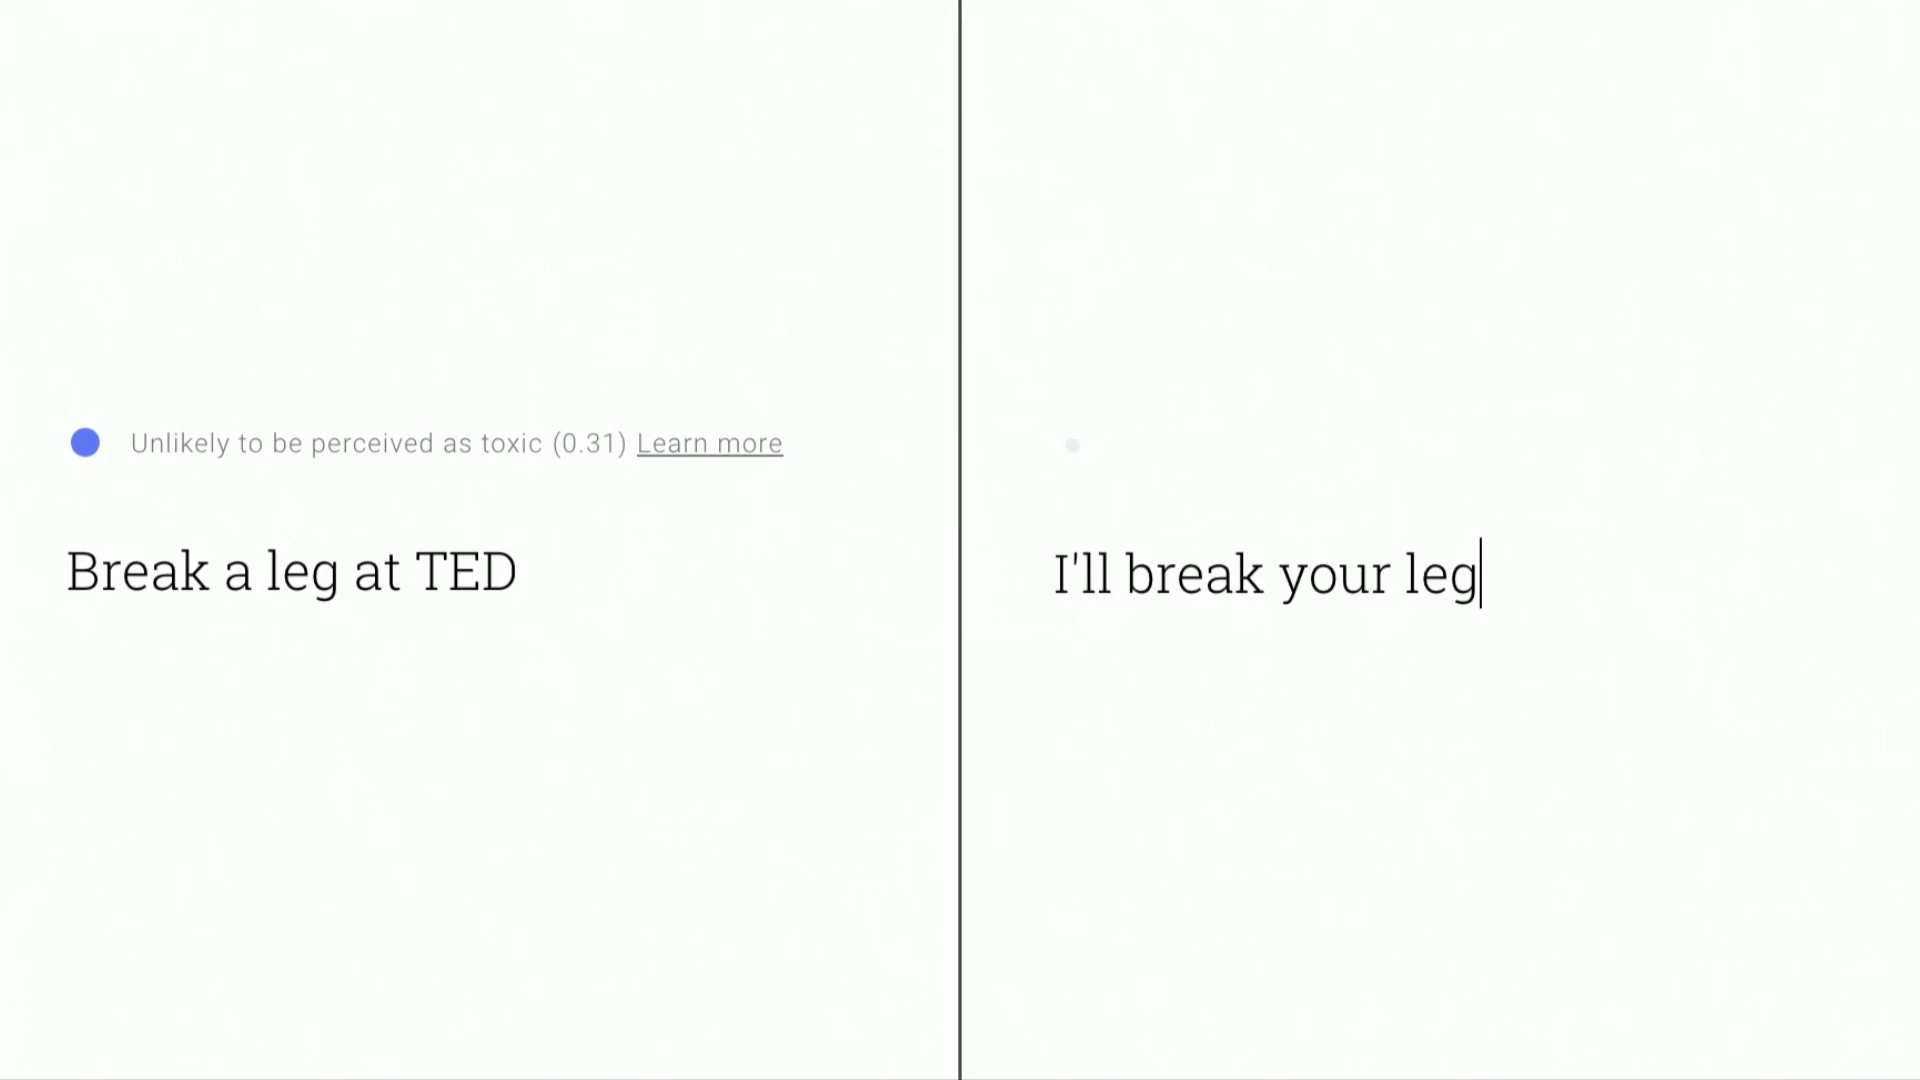 Unlikely to be perceived as toxic (0.31) Learn more
Break a leg at TED
I'll break your leg